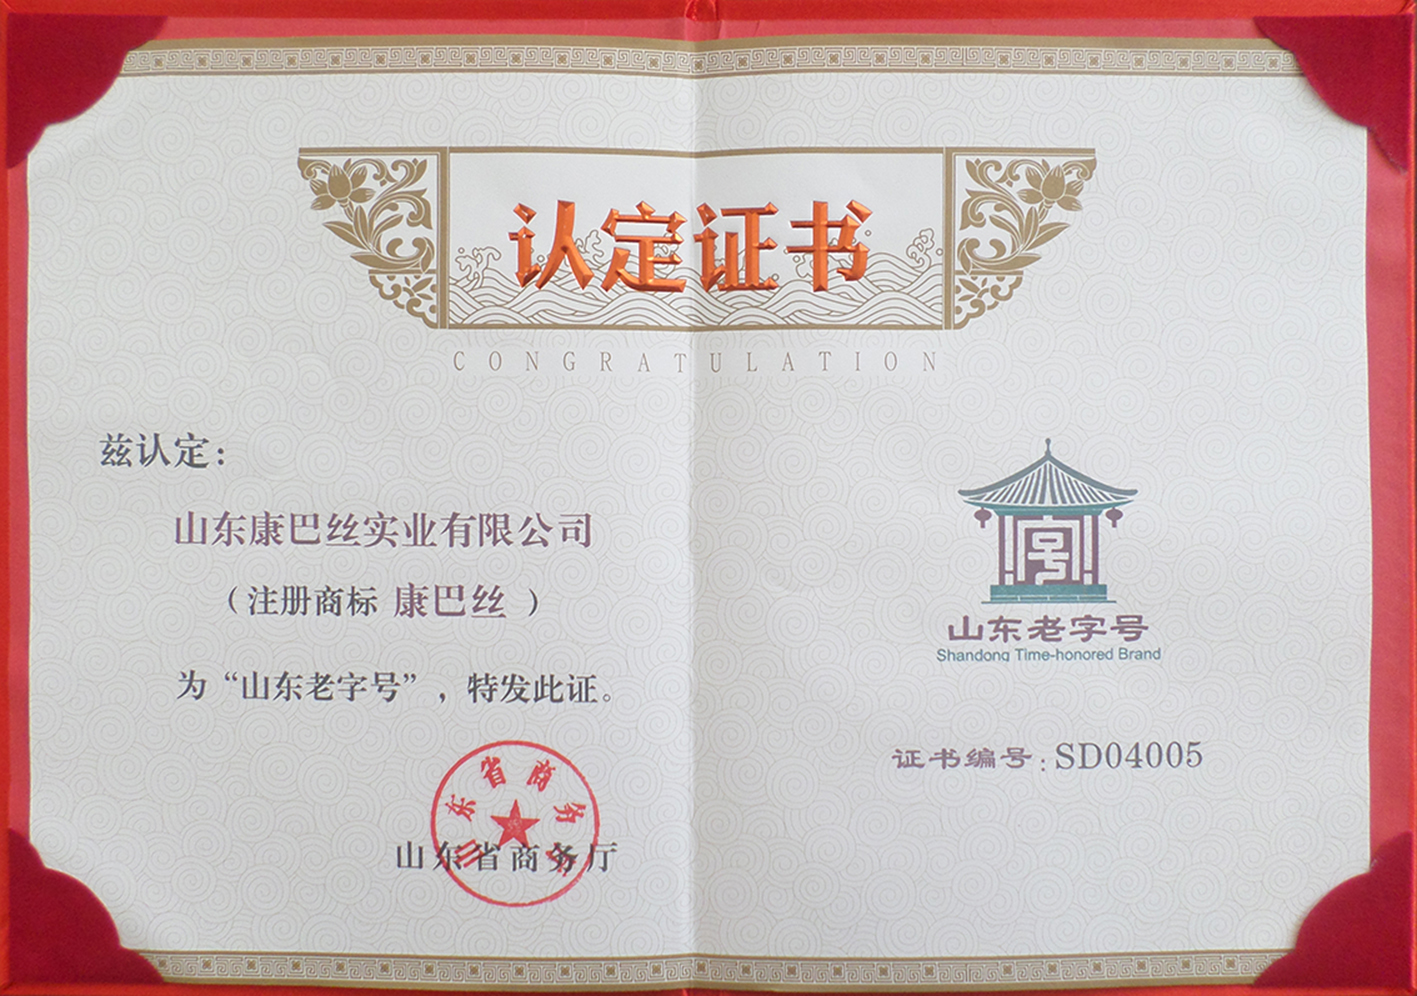 认定证书
CONGRATULATION
兹认定：
山东康巴丝实业有限公司
（注册商标 康巴丝 ）
为“山东老字号”，特发此证。
山东省商务厅
山东省商务厅
号
山东老字号
Shandong Time-honored Brand
证书编号：SD04005